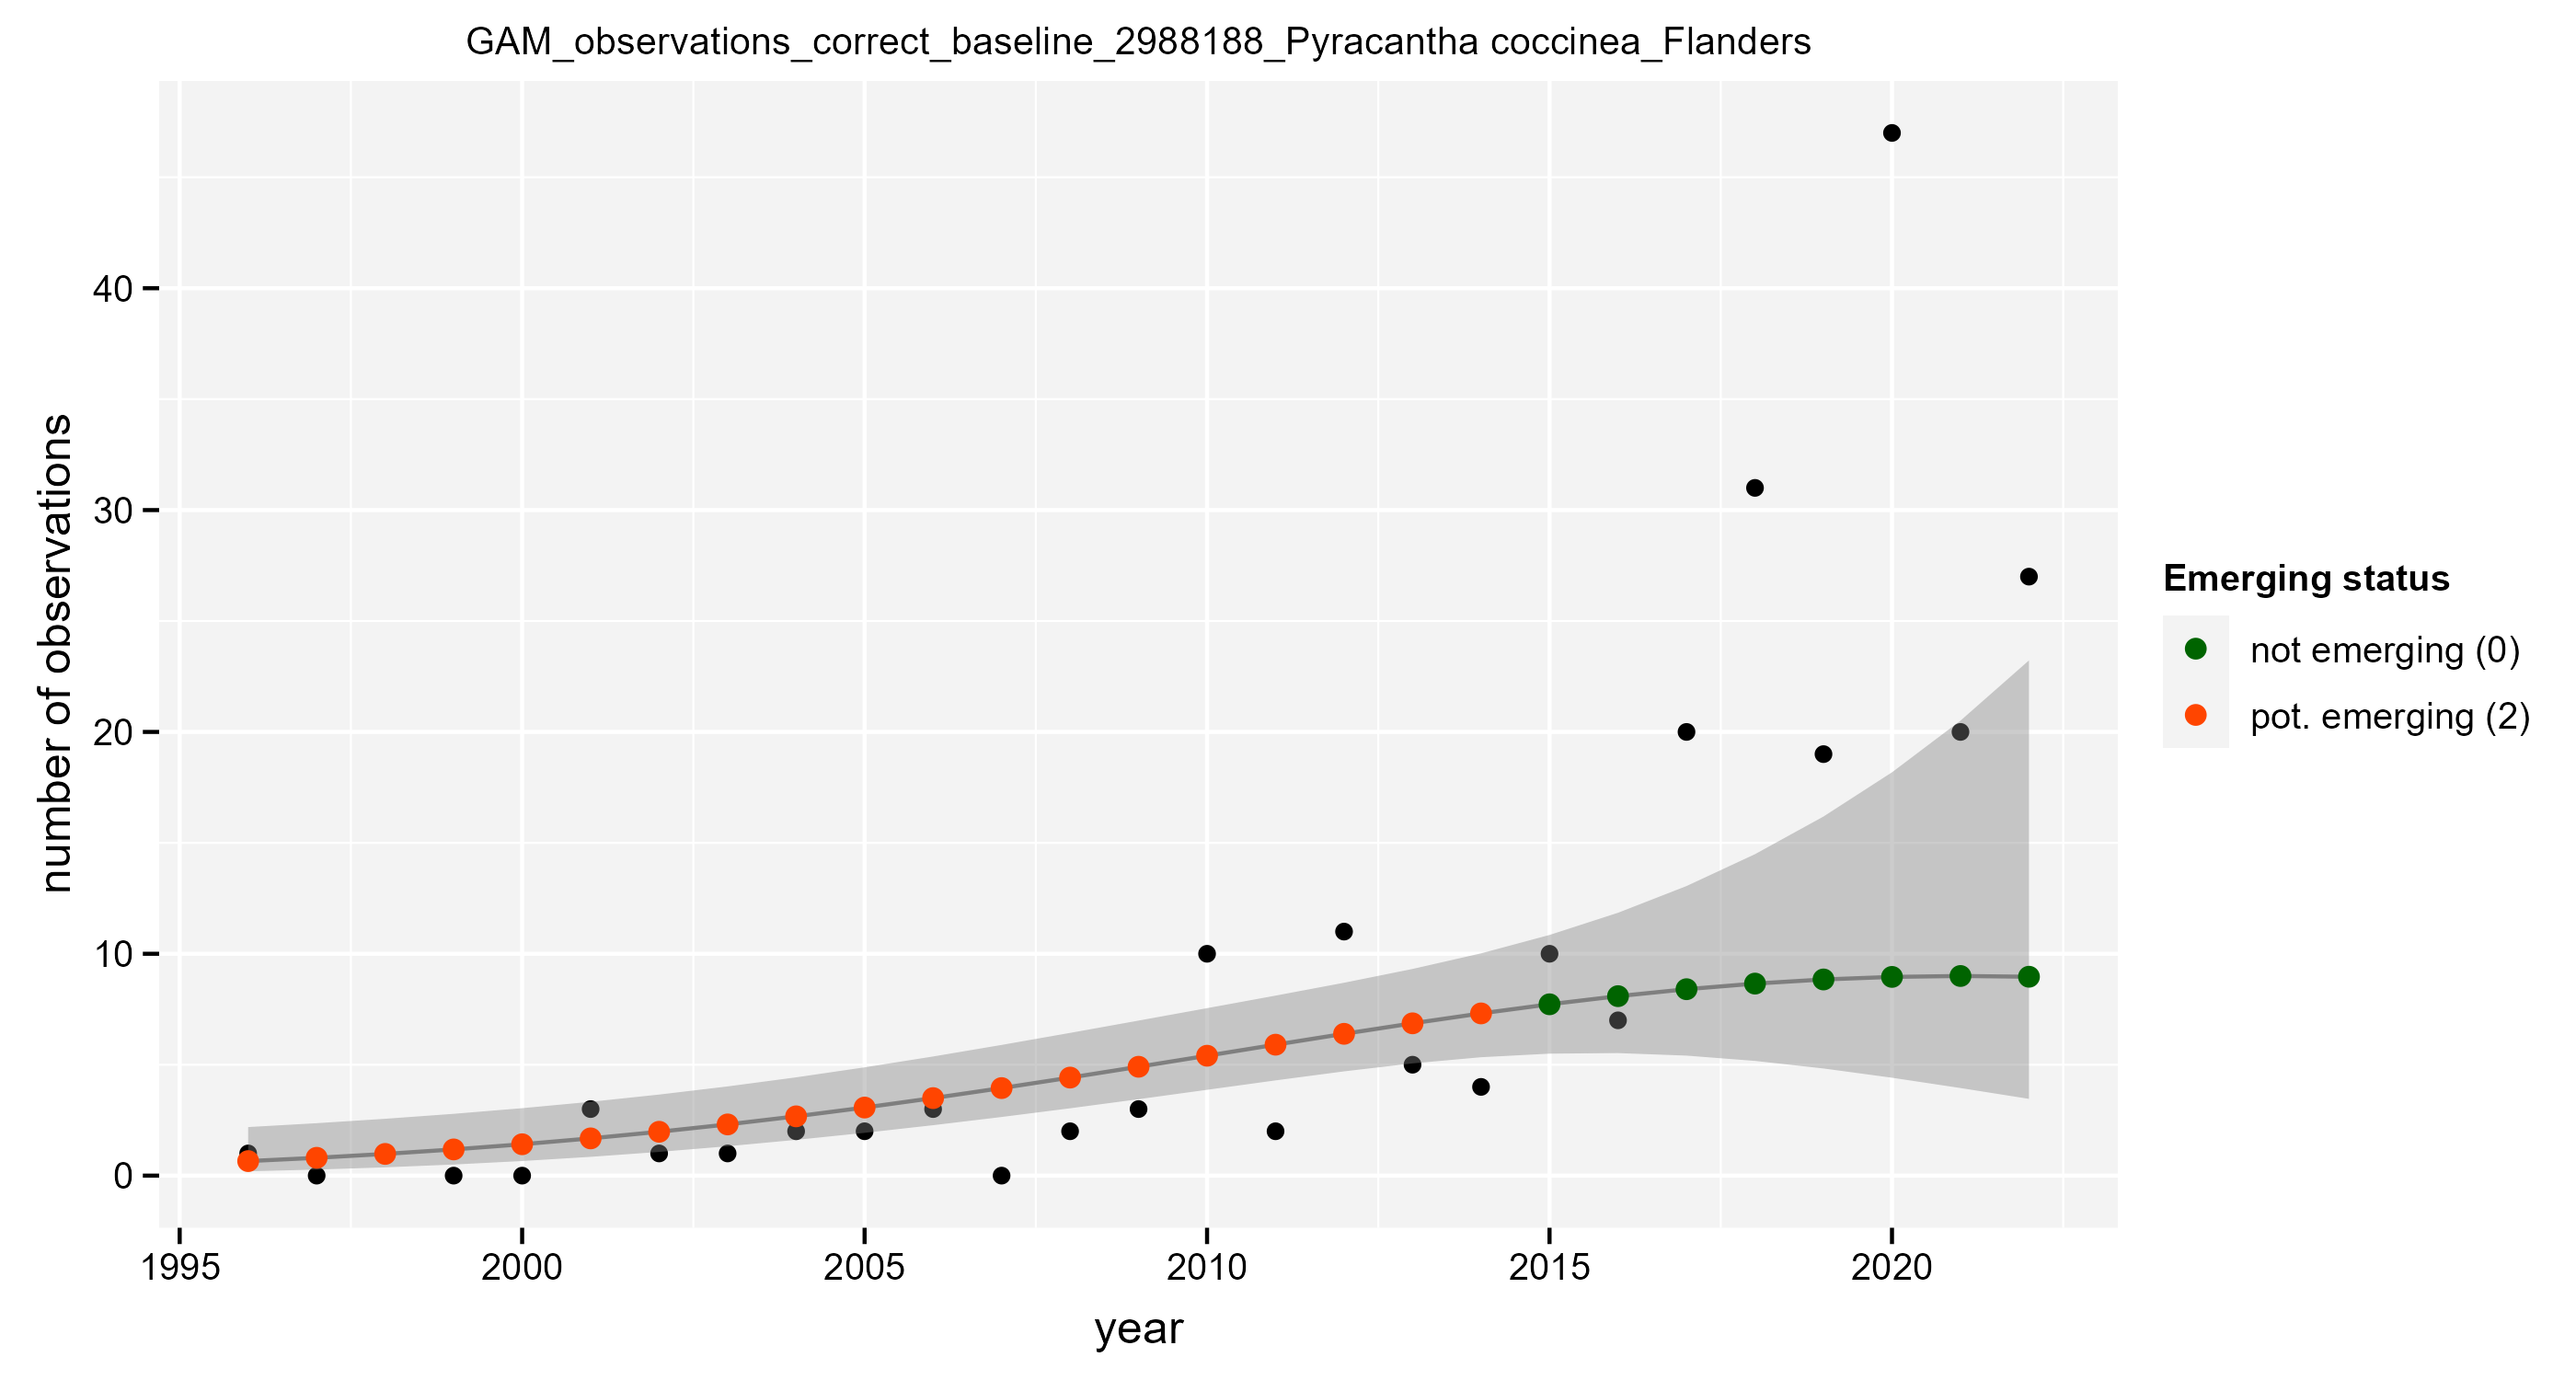 GAM_observations_correct_baseline_2988188_Pyracantha coccinea_Flanders
number of observations
40
30
20
10
0
1995 2000 2005 2010 2015 2020
year
Emerging status
not emerging (0)
pot. emerging (2)